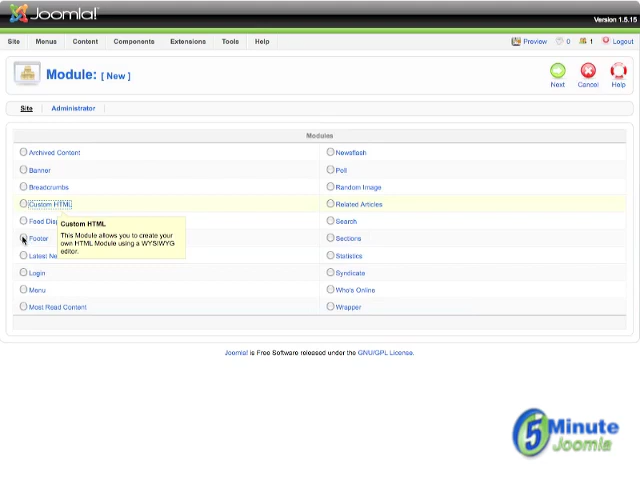 Joomla!
Version 1.5.15
Site Menus Content Components Extensions Tools Help Preview 0 1 Logout
Module: [ New ]
Next Cancel Help
Site Administrator
Modules
Archived Content Newsflash
Banner Poll
Breadcrumbs Random Image
Custom HTML Related Articles
Feed Dis Search
Custom HTML
This Module allows you to create your
own HTML Module using a WYSIWYG
editor.
Footer Sections
Latest Ne Statistics
Login Syndicate
Menu Who's Online
Most Read Content Wrapper
Joomla! is Free Software released under the GNU/GPL License.
5 Minute
Joomla